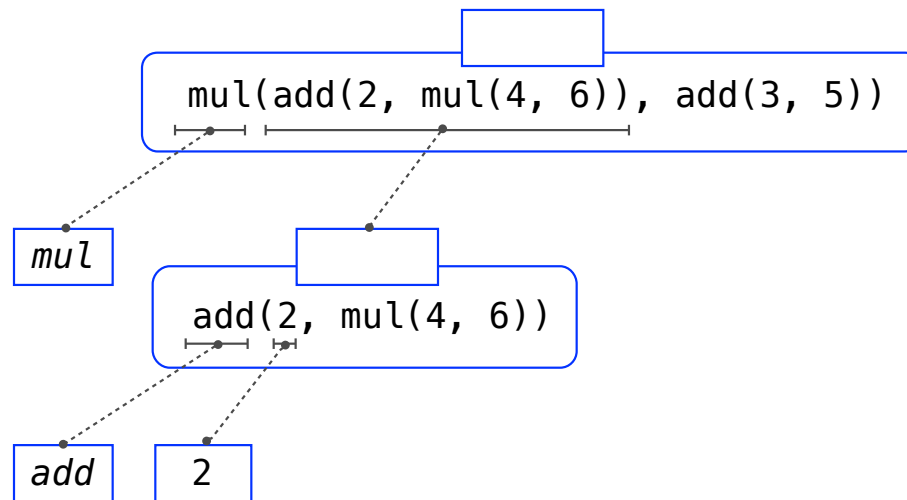 mul(add(2, mul(4, 6)), add(3, 5))
mul
add(2, mul(4, 6))
add 2